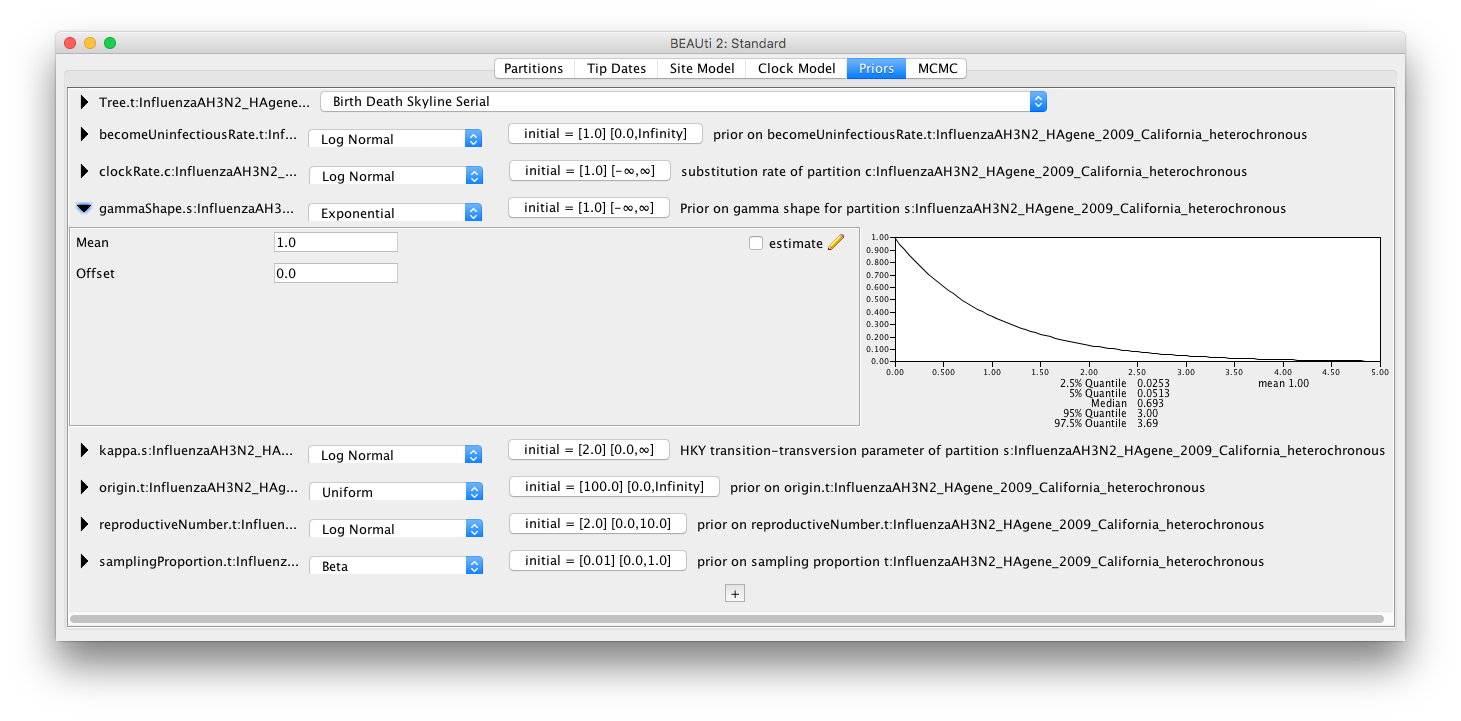 BEAUti 2: Standard
Partitions Tip Dates Site Model Clock Model Priors MCMC
Tree.t:InfluenzaAH3N2_HAgene... Birth Death Skyline Serial
becomeUninfectiousRate.t:Inf... Log Normal initial = [1.0] [0.0,Infinity] prior on becomeUninfectiousRate.t:InfluenzaAH3N2_HAgene_2009_California_heterochronous
clockRate.c:InfluenzaAH3N2_... Log Normal initial = [1.0] [-∞,∞] substitution rate of partition c:InfluenzaAH3N2_HAgene_2009_California_heterochronous
gammaShape.s:InfluenzaAH3... Exponential initial = [1.0] [-∞,∞] Prior on gamma shape for partition s:InfluenzaAH3N2_HAgene_2009_California_heterochronous
Mean 1.0 estimate
Offset 0.0
1.00
0.900
0.800
0.700
0.600
0.500
0.400
0.300
0.200
0.100
0.00
0.00 0.500 1.00 1.50 2.00 2.50 3.00 3.50 4.00 4.50 5.00
2.5% Quantile 0.0253 mean 1.00
5% Quantile 0.0513
Median 0.693
95% Quantile 3.00
97.5% Quantile 3.69
kappa.s:InfluenzaAH3N2_HA... Log Normal initial = [2.0] [0.0,∞] HKY transition-transversion parameter of partition s:InfluenzaAH3N2_HAgene_2009_California_heterochronous
origin.t:InfluenzaAH3N2_HAg... Uniform initial = [100.0] [0.0,Infinity] prior on origin.t:InfluenzaAH3N2_HAgene_2009_California_heterochronous
reproductiveNumber.t:Influen... Log Normal initial = [2.0] [0.0,10.0] prior on reproductiveNumber.t:InfluenzaAH3N2_HAgene_2009_California_heterochronous
samplingProportion.t:Influenz... Beta initial = [0.01] [0.0,1.0] prior on sampling proportion t:InfluenzaAH3N2_HAgene_2009_California_heterochronous
+